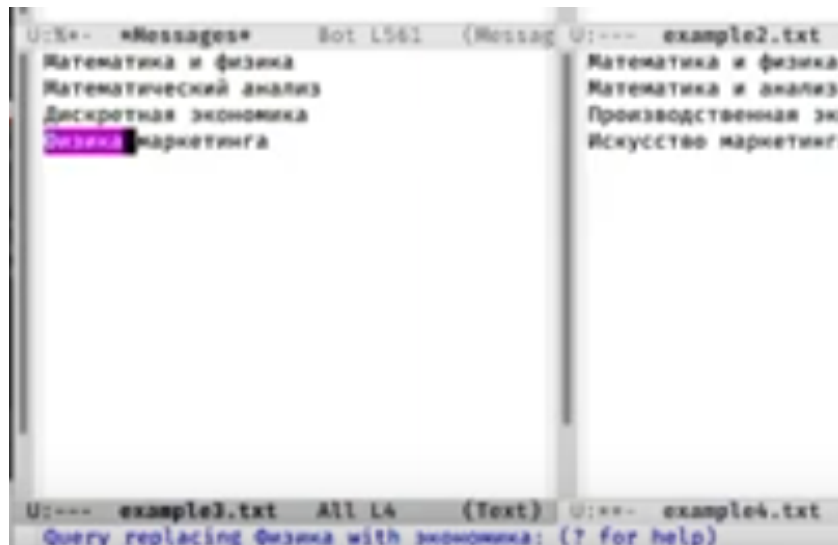 U:%*- *Messages* Bot L561 (Messag
U:--- example2.txt
Математика и физика
Математический анализ
Дискретная экономика
Физика маркетинга
Математика и физика
Математика и анализ
Производственная эк
Искусство маркетинг
U:--- example3.txt All L4 (Text)
U:**- example4.txt
Query replacing Физика with экономика: (? for help)